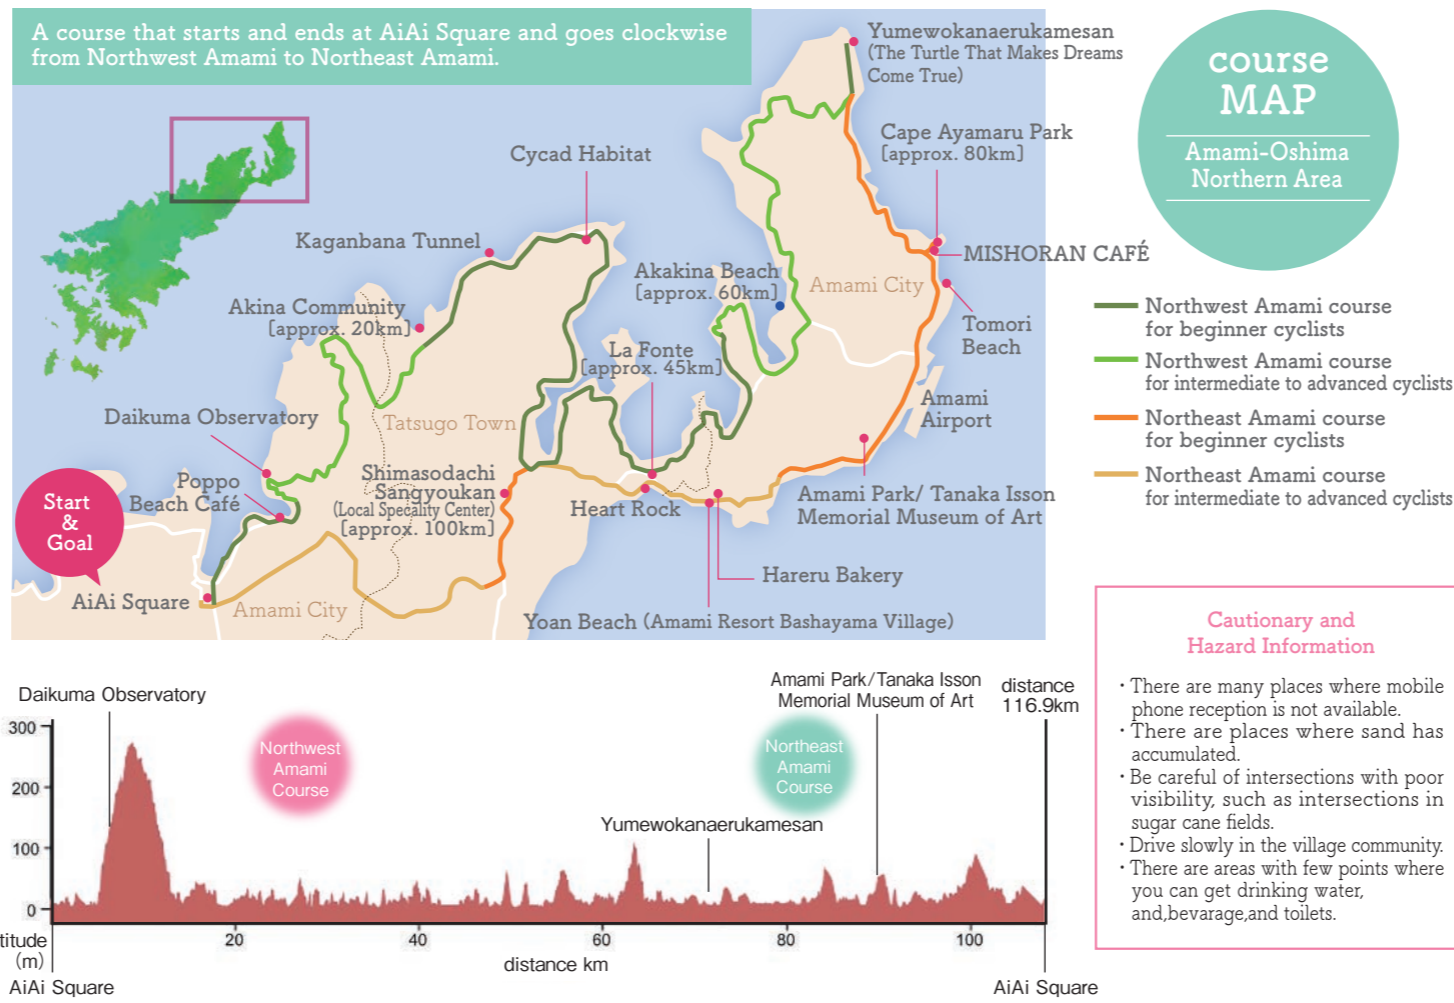 A course that starts and ends at AiAi Square and goes clockwise
from Northwest Amami to Northeast Amami.
Yumewokanaerukamesan
(The Turtle That Makes Dreams
Come True)
course
MAP
Amami-Oshima
Northern Area
Cape Ayamaru Park
[approx. 80km]
Cycad Habitat
Kaganbana Tunnel
MISHORAN CAFÉ
Akakina Beach
[approx. 60km]
Amami City
Akina Community
[approx. 20km]
Tomori
Beach
La Fonte
[approx. 45km]
Northwest Amami course
for beginner cyclists
Northwest Amami course
for intermediate to advanced cyclists
Northeast Amami course
for beginner cyclists
Northeast Amami course
for intermediate to advanced cyclists
Amami
Airport
Daikuma Observatory
Tatsugo Town
Poppo
Beach Café
Shimasodachi
Sangyoukan
(Local Specality Center)
[approx. 100km]
Start
&
Goal
Heart Rock
Amami Park/ Tanaka Isson
Memorial Museum of Art
Hareru Bakery
AiAi Square
Amami City
Yoan Beach (Amami Resort Bashayama Village)
Cautionary and
Hazard Information
・There are many places where mobile
phone reception is not available.
・There are places where sand has
accumulated.
・Be careful of intersections with poor
visibility, such as intersections in
sugar cane fields.
・Drive slowly in the village community.
・There are areas with few points where
you can get drinking water,
and,bevarage,and toilets.
Daikuma Observatory
Amami Park/Tanaka Isson
Memorial Museum of Art
distance
116.9km
Northwest
Amami
Course
Northeast
Amami
Course
Yumewokanaerukamesan
300
200
100
0
20
40
60
80
100
titude
(m)
distance km
AiAi Square
AiAi Square